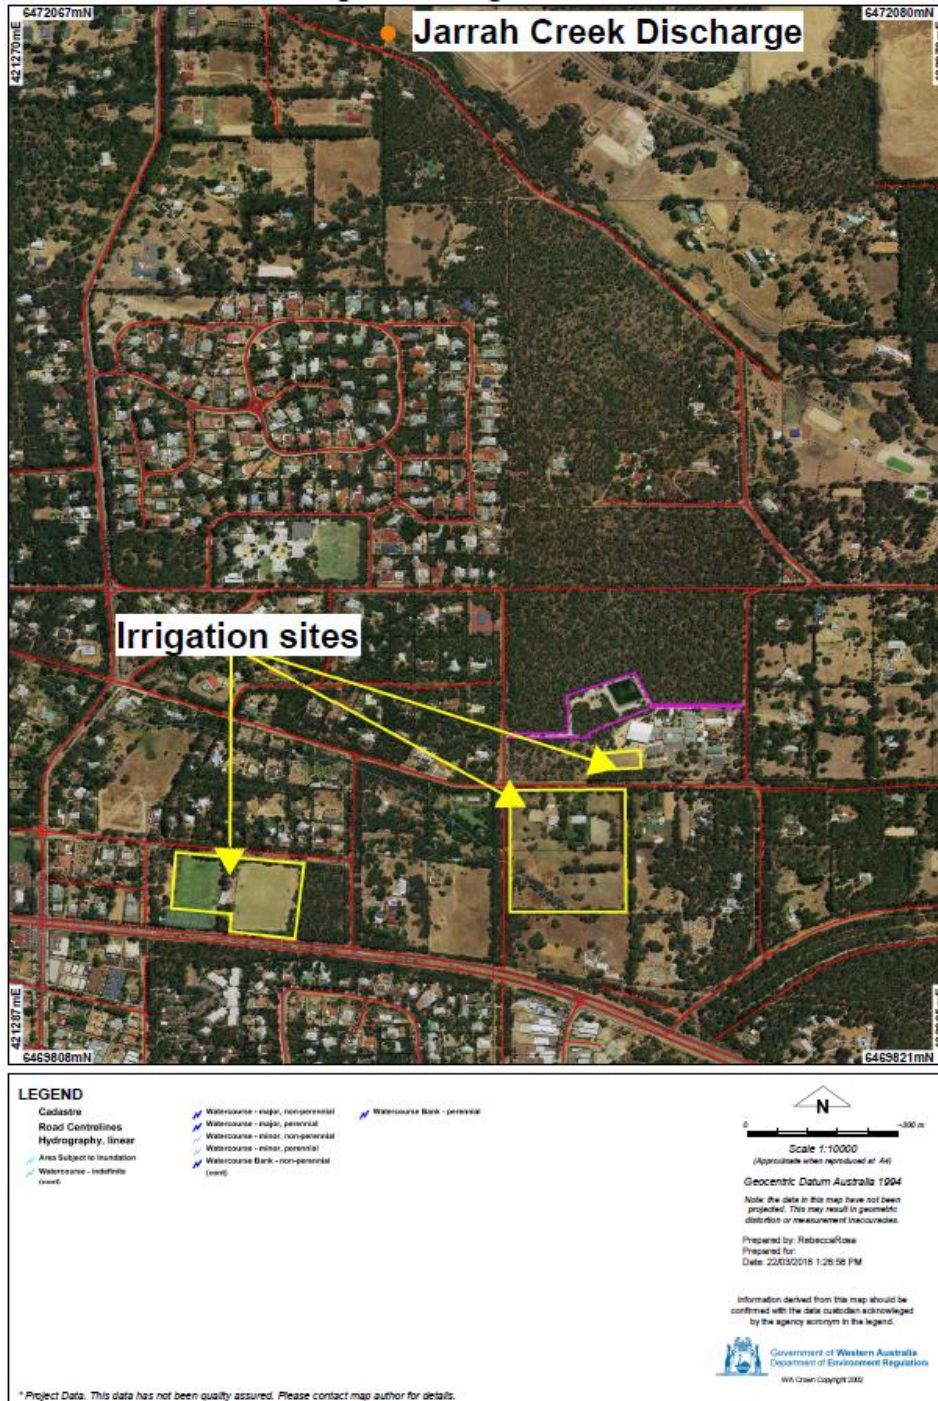 6472067mN
6472080mN
421270mE
Jarrah Creek Discharge
Irrigation sites
421287mE
6469808mN
6469821mN
LEGEND
Cadastre
Road Centrelines
Hydrography, linear
Area Subject to Inundation
Watercourse - indefinite
(cont)
Watercourse - major, non-perennial
Watercourse - major, perennial
Watercourse - minor, non-perennial
Watercourse - minor, perennial
Watercourse Bank - non-perennial
(cont)
Watercourse Bank - perennial
N
0
~300 m
Scale 1:10000
(Approximate when reproduced at A4)
Geocentric Datum Australia 1994
Note: the data in this map have not been
projected. This may result in geometric
distortion or measurement inaccuracies.
Prepared by: RebeccaRose
Prepared for:
Date: 22/03/2016 1:26:56 PM
Information derived from this map should be
confirmed with the data custodian acknowleged
by the agency acronym in the legend.
Government of Western Australia
Department of Environment Regulation
WA Crown Copyright 2002
* Project Data. This data has not been quality assured. Please contact map author for details.